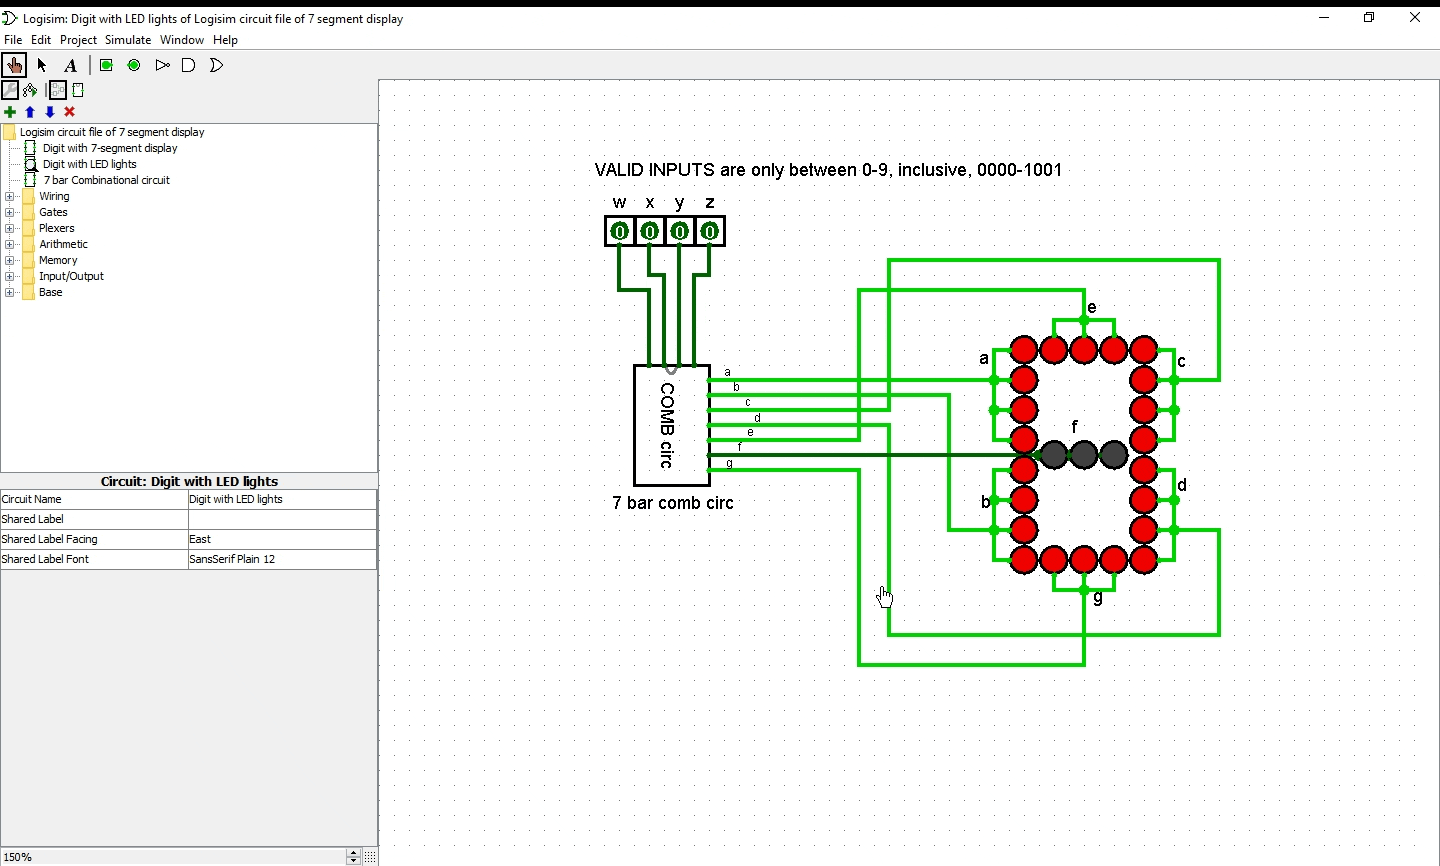 Logisim: Digit with LED lights of Logisim circuit file of 7 segment display
File Edit Project Simulate Window Help
A
Logisim circuit file of 7 segment display
Digit with 7-segment display
Digit with LED lights
7 bar Combinational circuit
Wiring
Gates
Plexers
Arithmetic
Memory
Input/Output
Base
Circuit: Digit with LED lights
Circuit Name Digit with LED lights
Shared Label
Shared Label Facing East
Shared Label Font SansSerif Plain 12
150%
VALID INPUTS are only between 0-9, inclusive, 0000-1001
w x y z
0 0 0 0
COMB circ
a
b
c
d
e
f
g
7 bar comb circ
e
a
c
f
b
d
g